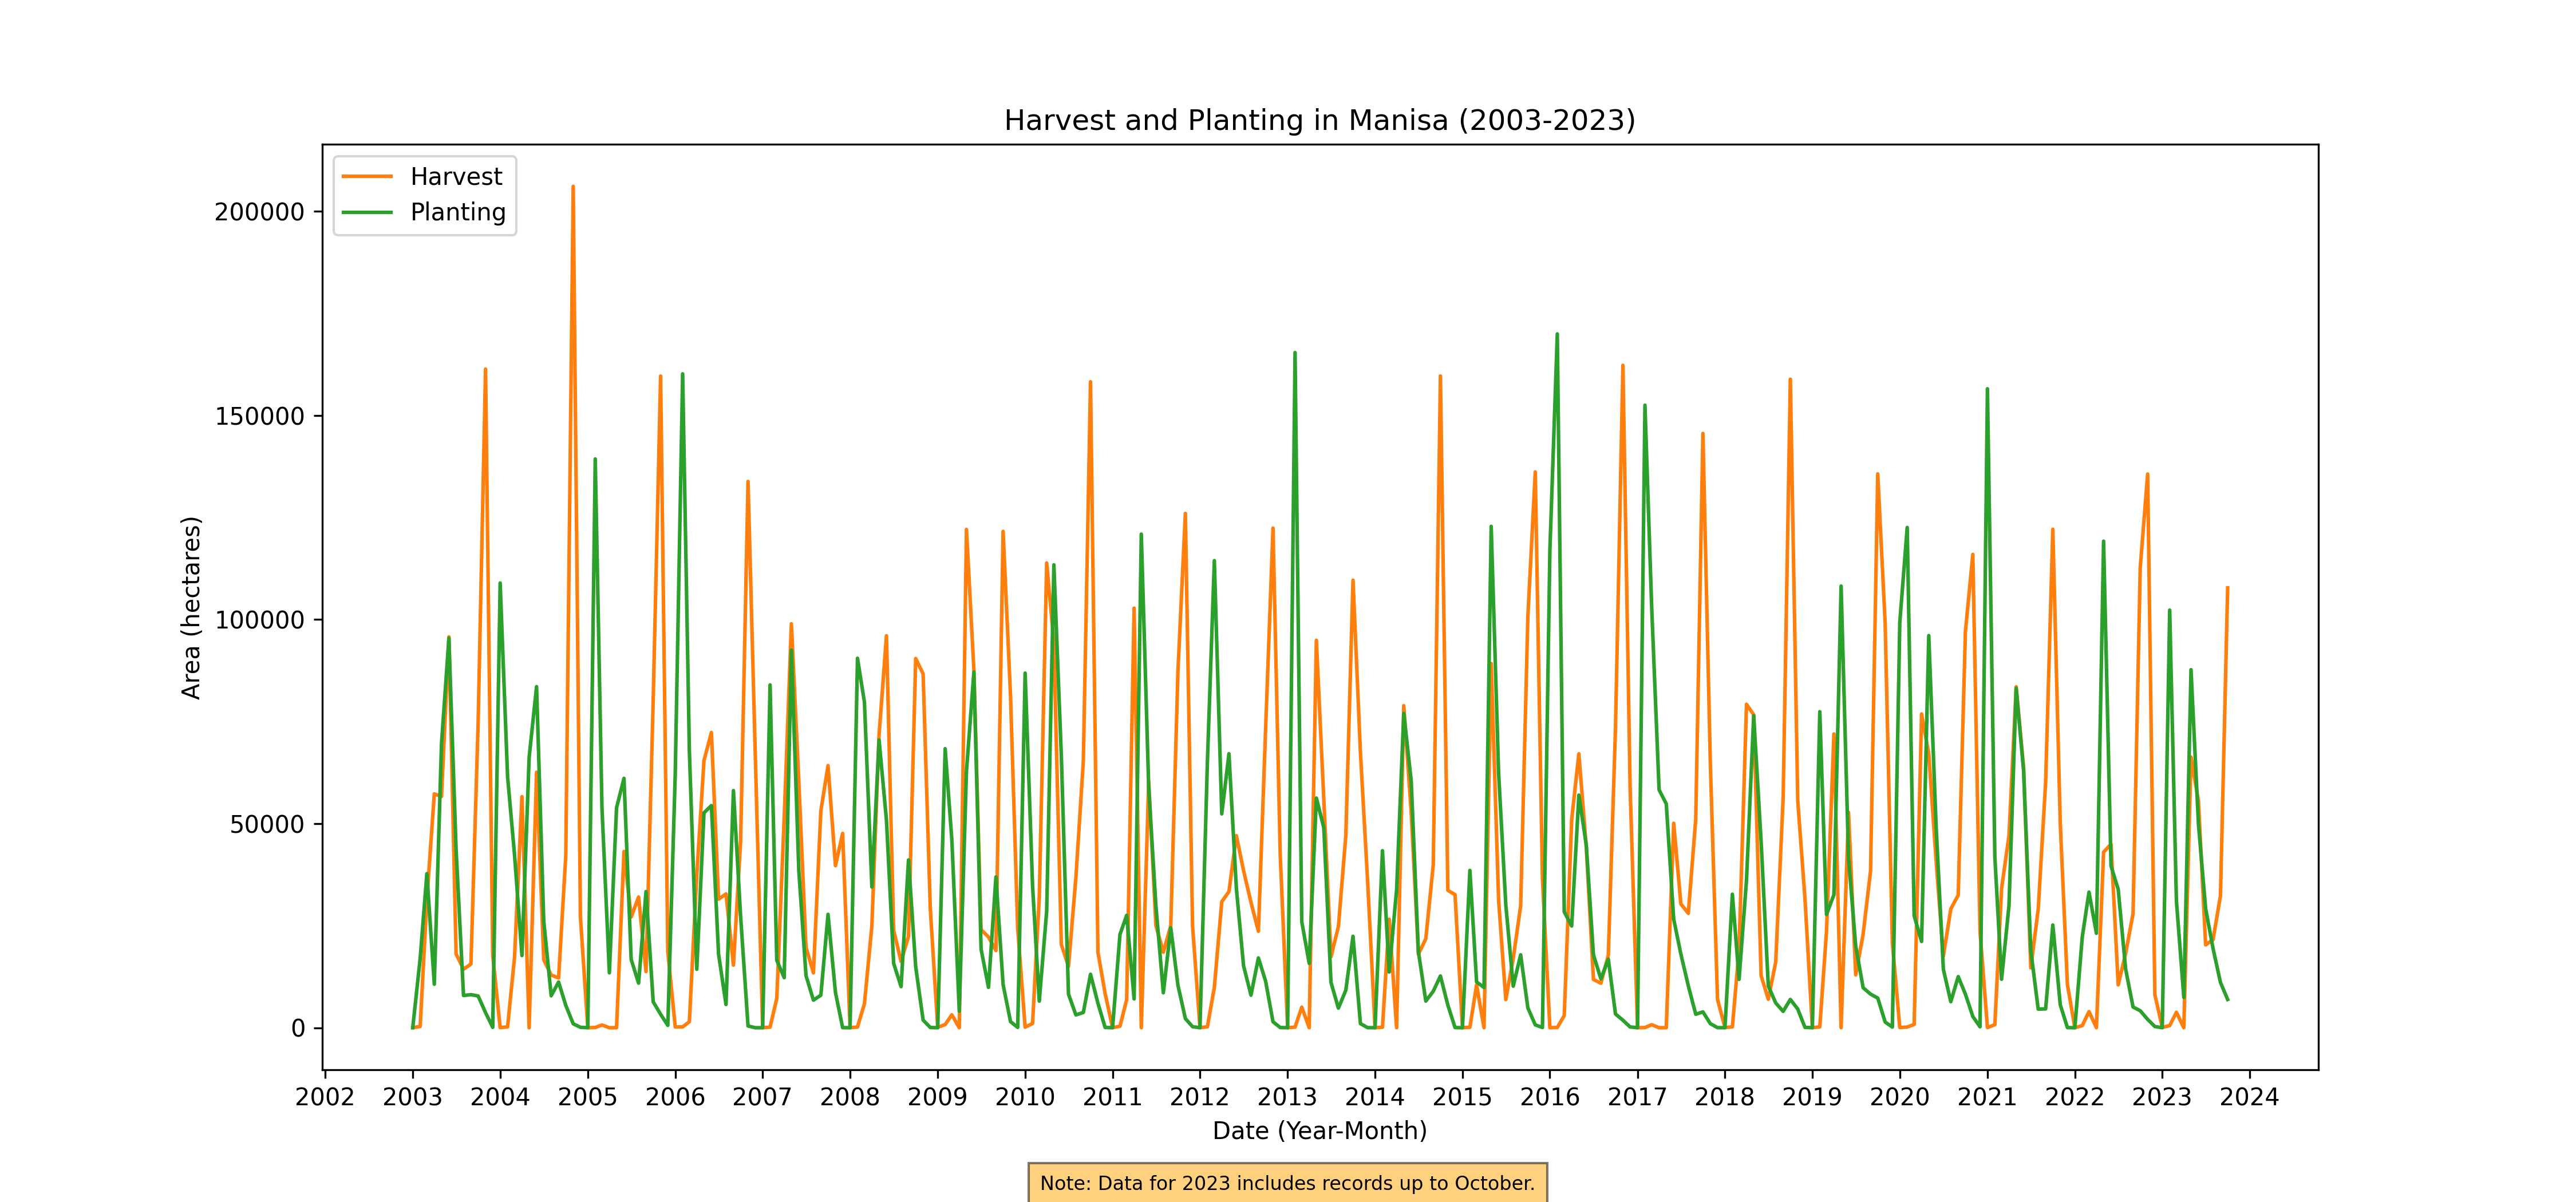 Harvest and Planting in Manisa (2003-2023)
Harvest
Planting
200000
150000
100000
50000
0
Area (hectares)
2002 2003 2004 2005 2006 2007 2008 2009 2010 2011 2012 2013 2014 2015 2016 2017 2018 2019 2020 2021 2022 2023 2024
Date (Year-Month)
Note: Data for 2023 includes records up to October.